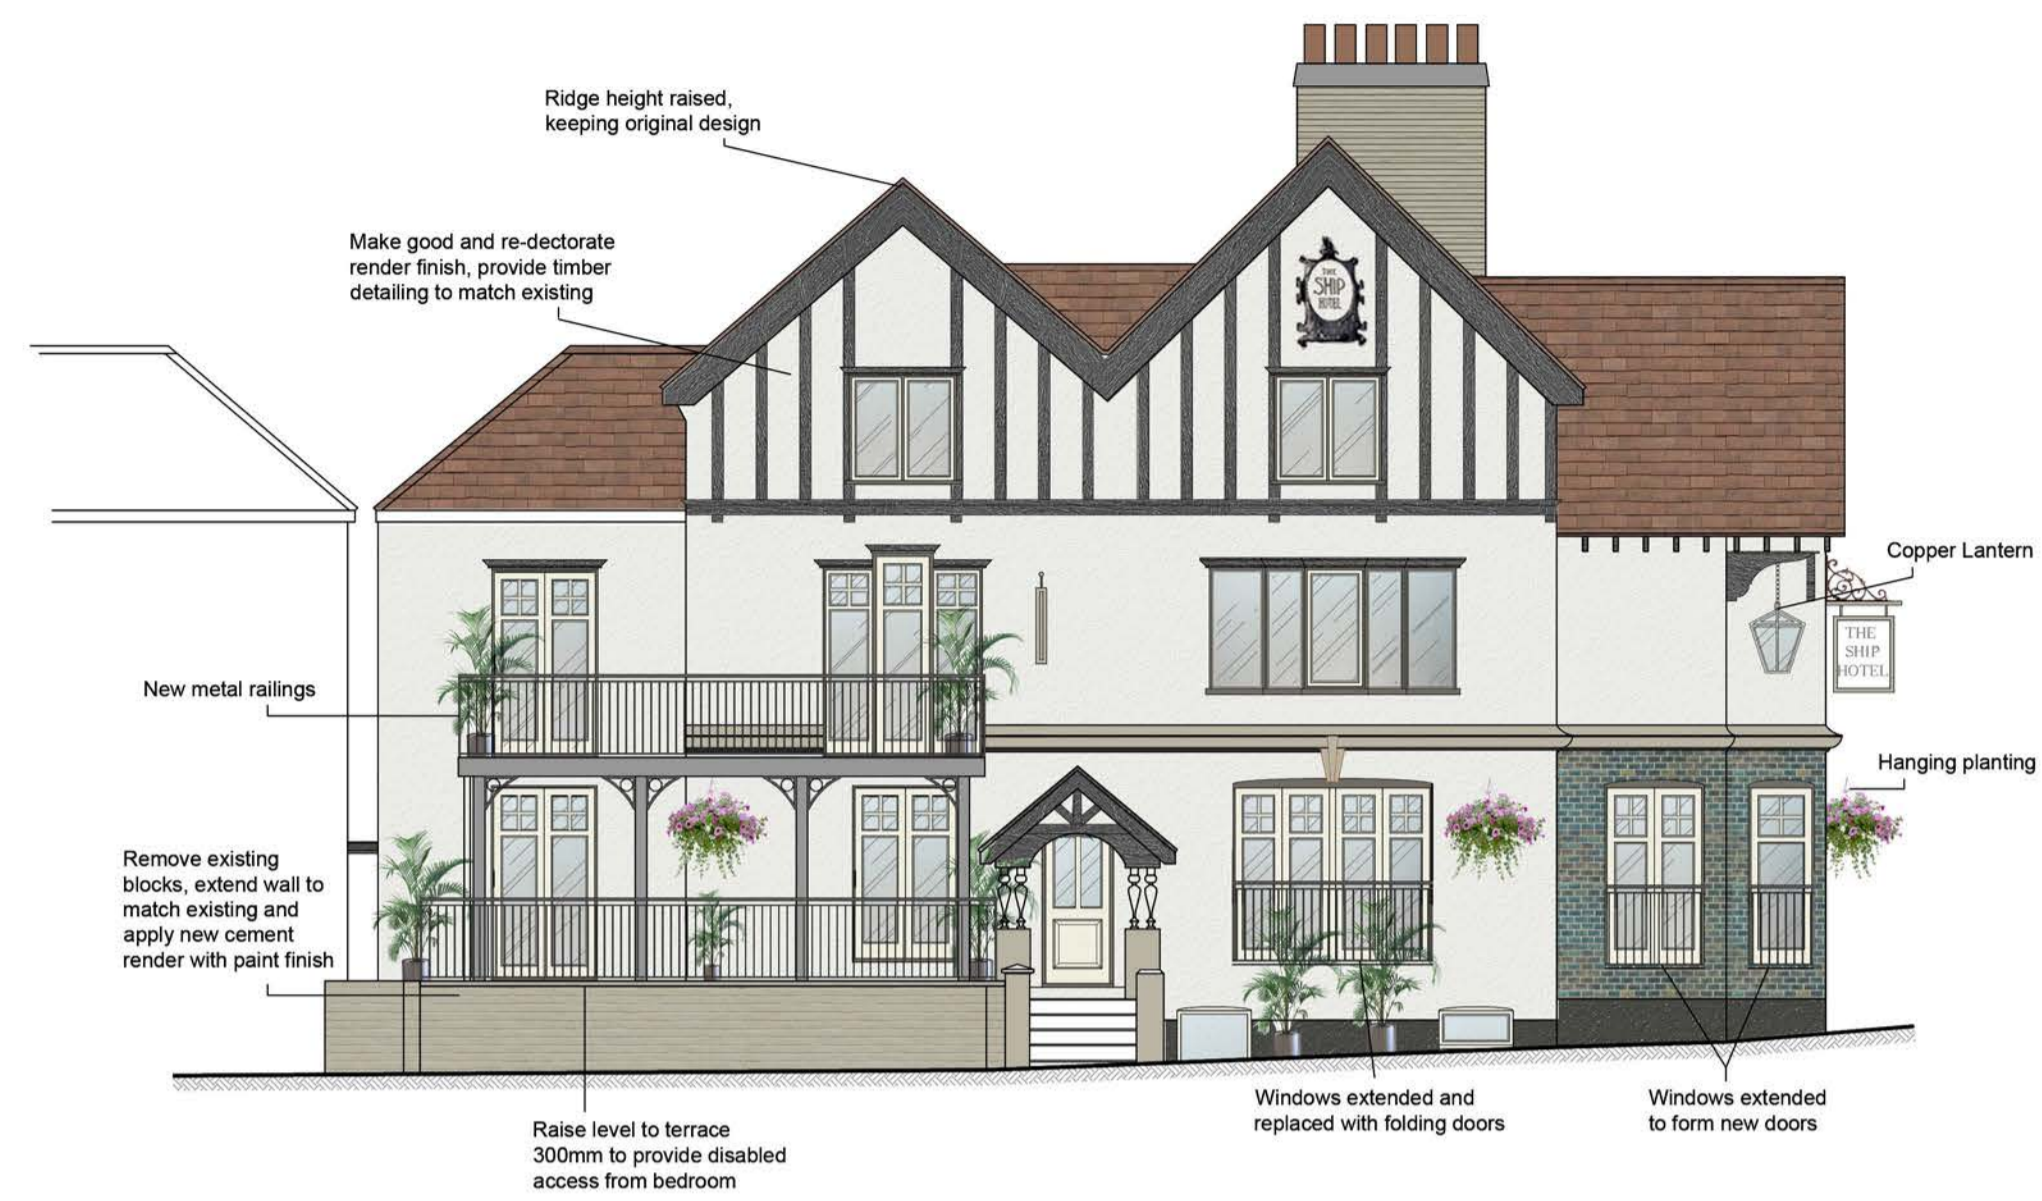 Ridge height raised,
keeping original design
Make good and re-dectorate
render finish, provide timber
detailing to match existing
THE
SHIP
HOTEL
Copper Lantern
THE
SHIP
HOTEL
New metal railings
Hanging planting
Remove existing
blocks, extend wall to
match existing and
apply new cement
render with paint finish
Windows extended and
replaced with folding doors
Windows extended
to form new doors
Raise level to terrace
300mm to provide disabled
access from bedroom